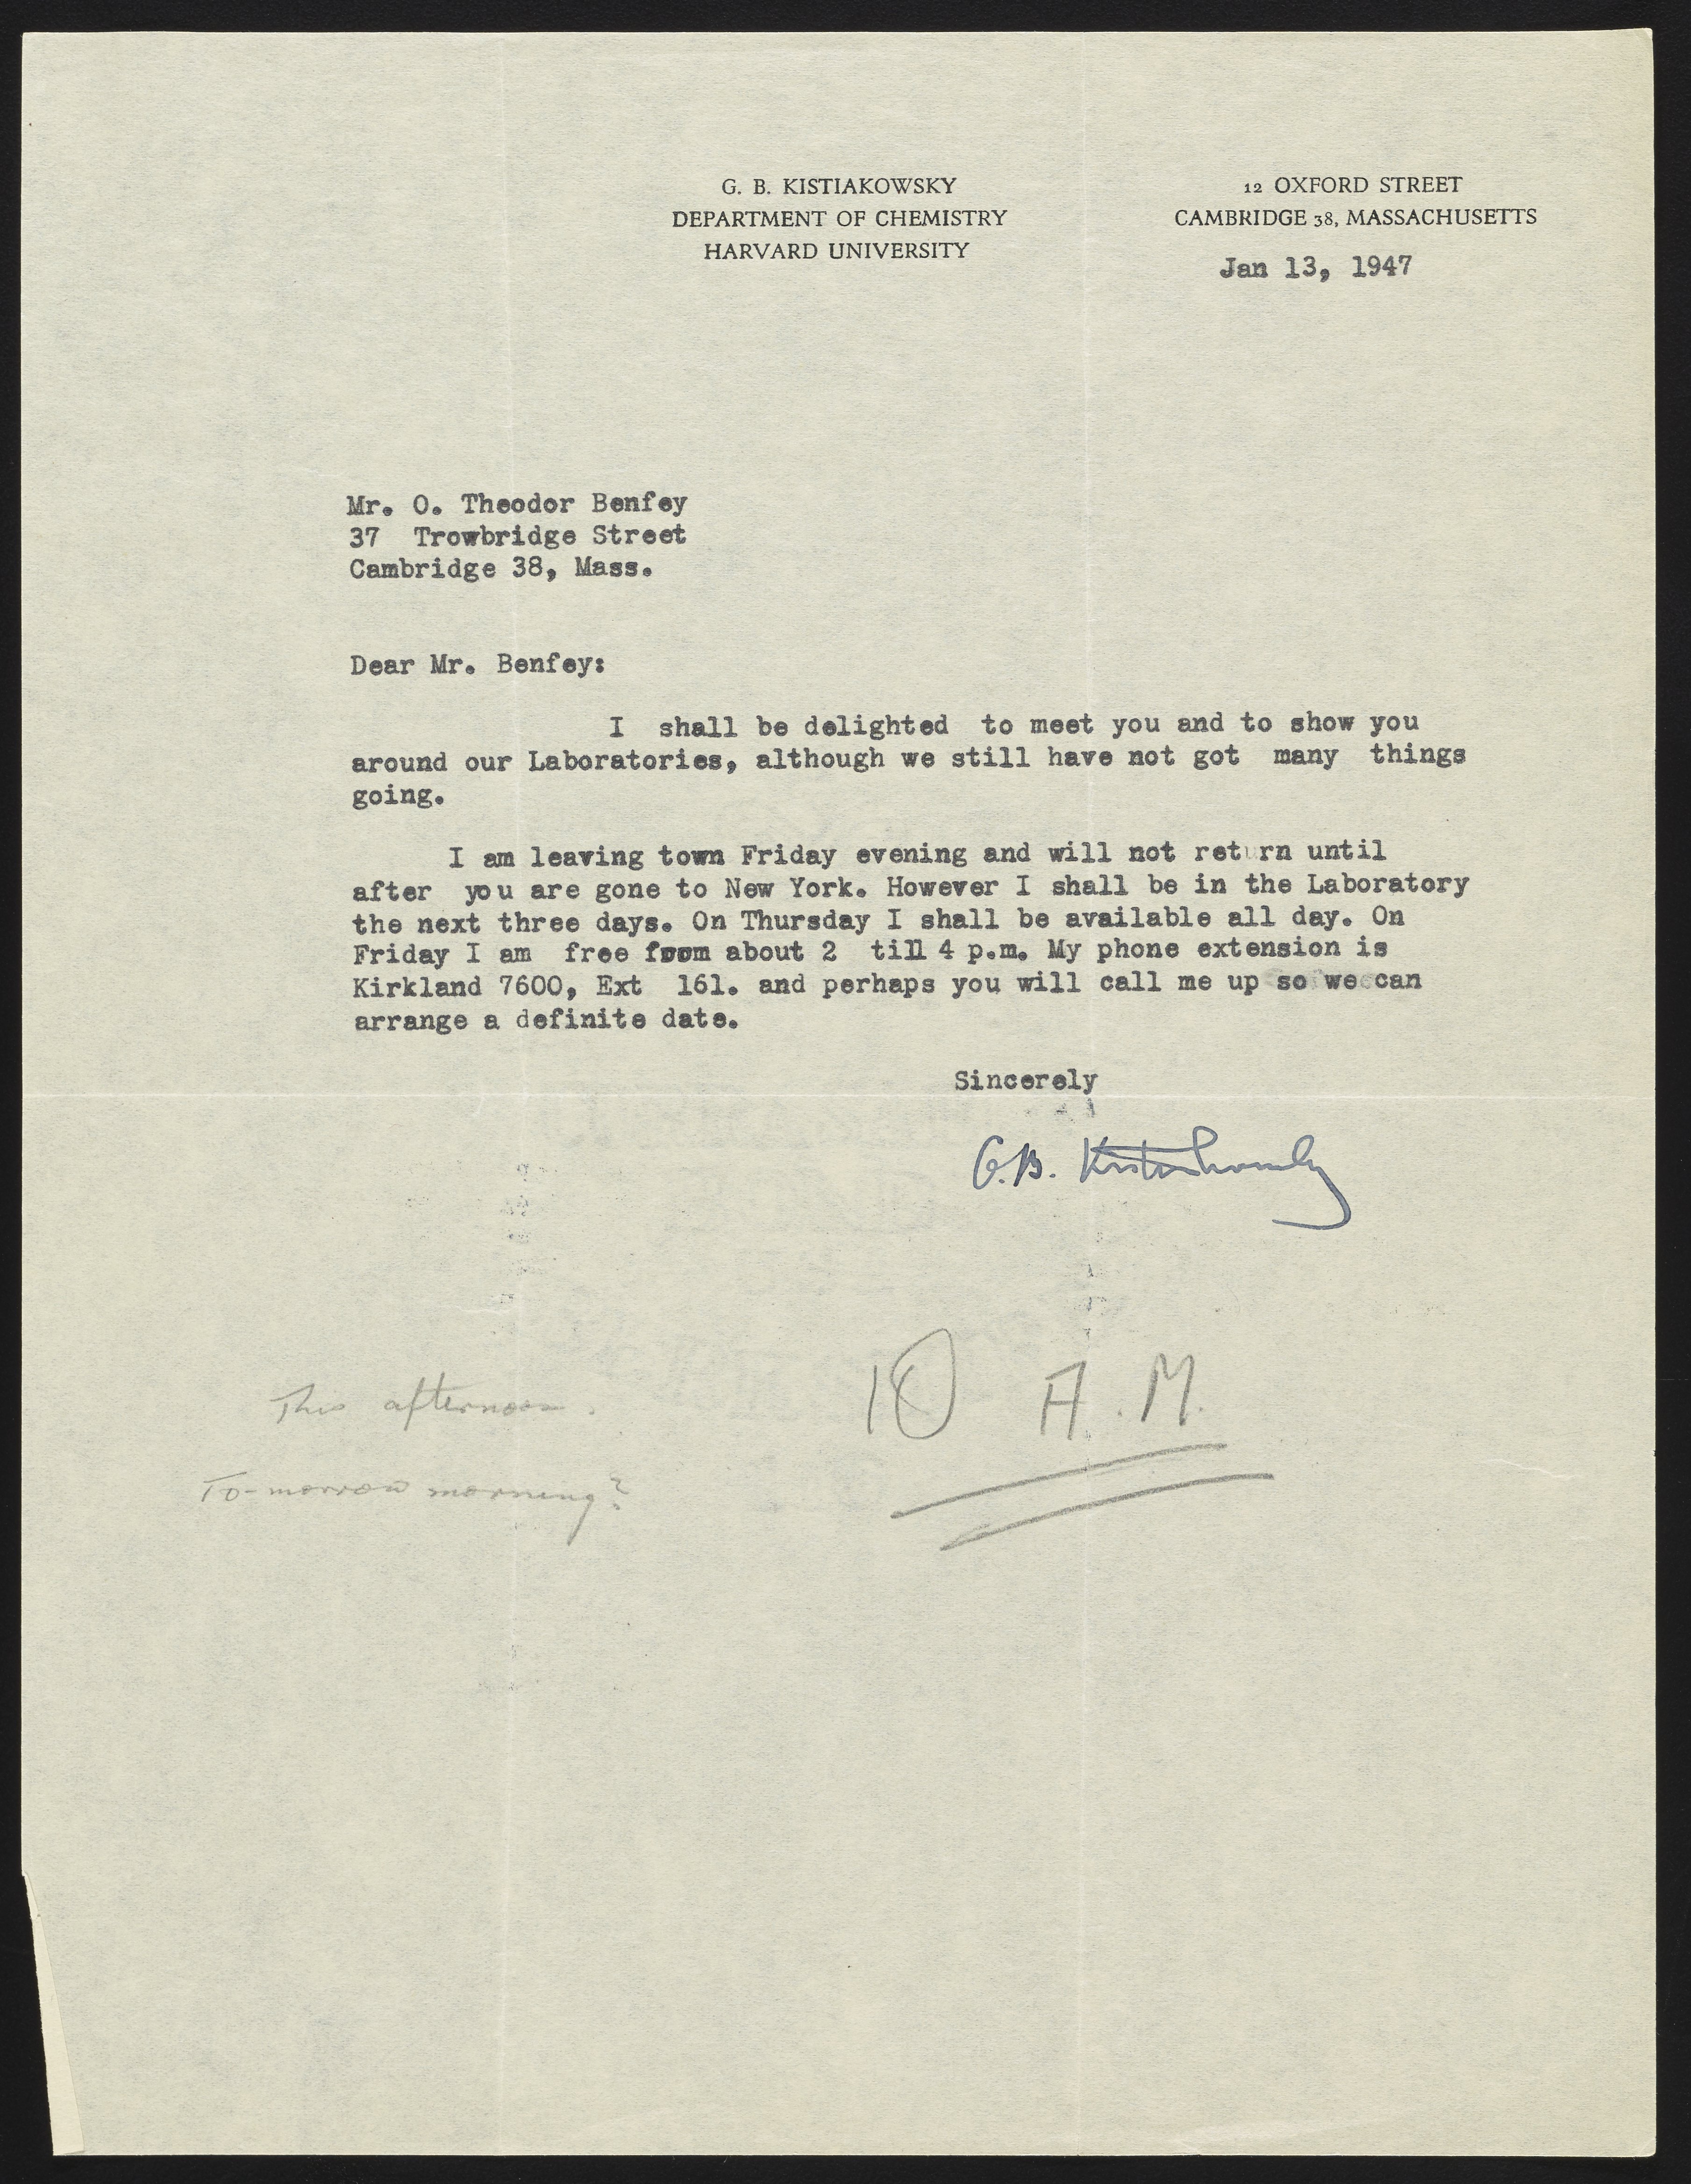 G. B. KISTIAKOWSKY
DEPARTMENT OF CHEMISTRY
HARVARD UNIVERSITY
12 OXFORD STREET
CAMBRIDGE 38, MASSACHUSETTS
Jan 13, 1947
Mr. O. Theodor Benfey
37 Trowbridge Street
Cambridge 38, Mass.
Dear Mr. Benfey:
I shall be delighted to meet you and to show you
around our Laboratories, although we still have not got many things
going.
I am leaving town Friday evening and will not return until
after you are gone to New York. However I shall be in the Laboratory
the next three days. On Thursday I shall be available all day. On
Friday I am free from about 2 till 4 p.m. My phone extension is
Kirkland 7600, Ext 161. and perhaps you will call me up so we can
arrange a definite date.
Sincerely
G.B. Kistiakowsky
This afternoon.
To-morrow morning?
10 A.M.